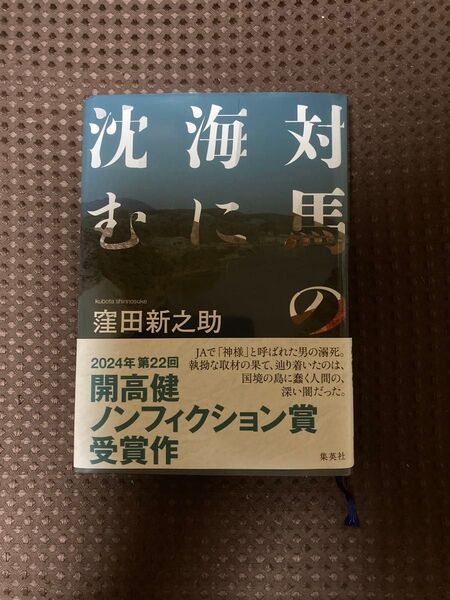 対馬の
海に
沈む
kubota shinnosuke
窪田新之助
JAで「神様」と呼ばれた男の溺死。
執拗な取材の果て、辿り着いたのは、
国境の島に蠢く人間の、
深い闇だった。
2024年 第22回
開高健
ノンフィクション賞
受賞作
集英社